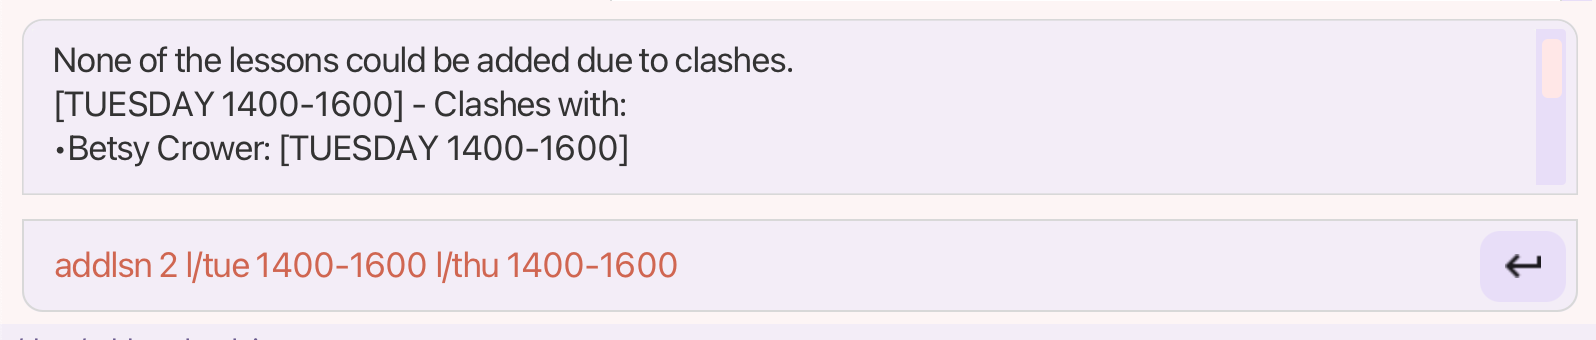 None of the lessons could be added due to clashes.
[TUESDAY 1400-1600] - Clashes with:
•Betsy Crower: [TUESDAY 1400-1600]
addlsn 2 l/tue 1400-1600 l/thu 1400-1600